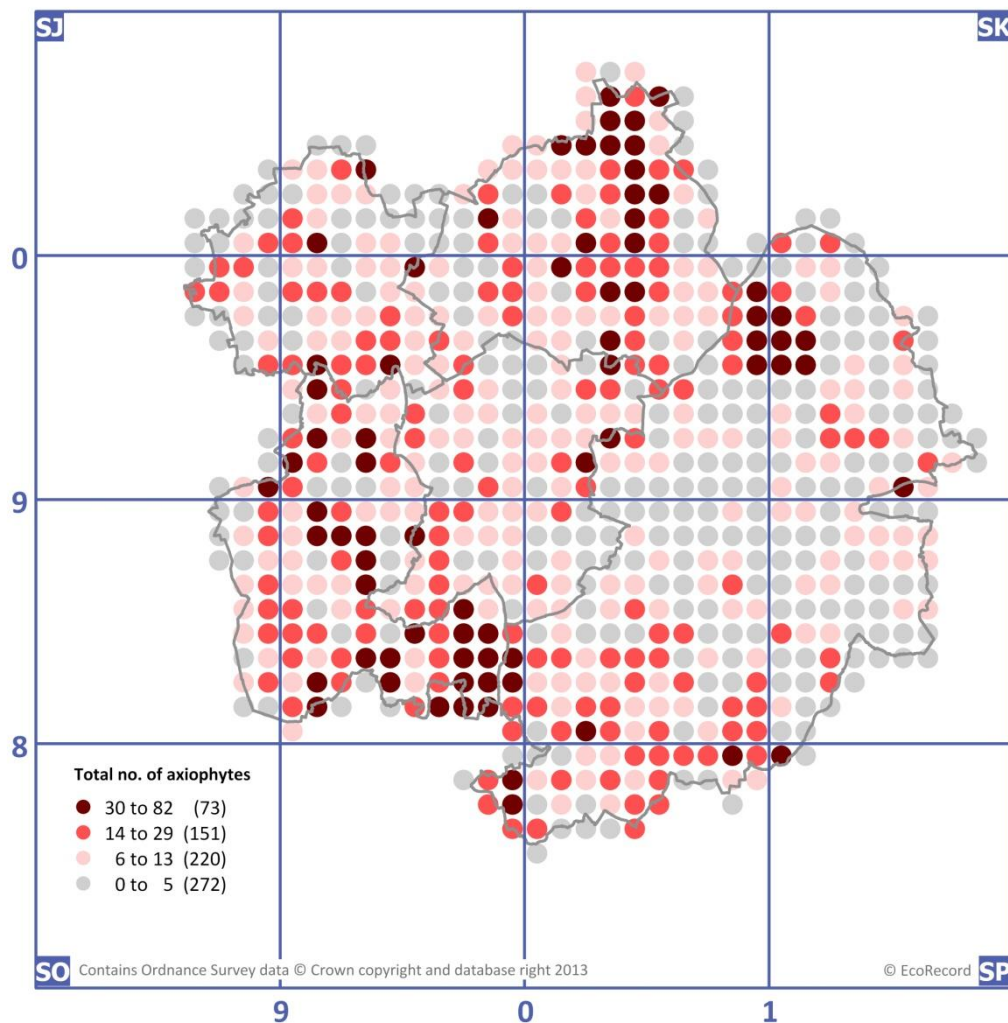 SJ
SK
0
9
8
Total no. of axiophytes
30 to 82 (73)
14 to 29 (151)
6 to 13 (220)
0 to 5 (272)
SO
Contains Ordnance Survey data © Crown copyright and database right 2013
© EcoRecord
SP
9 0 1